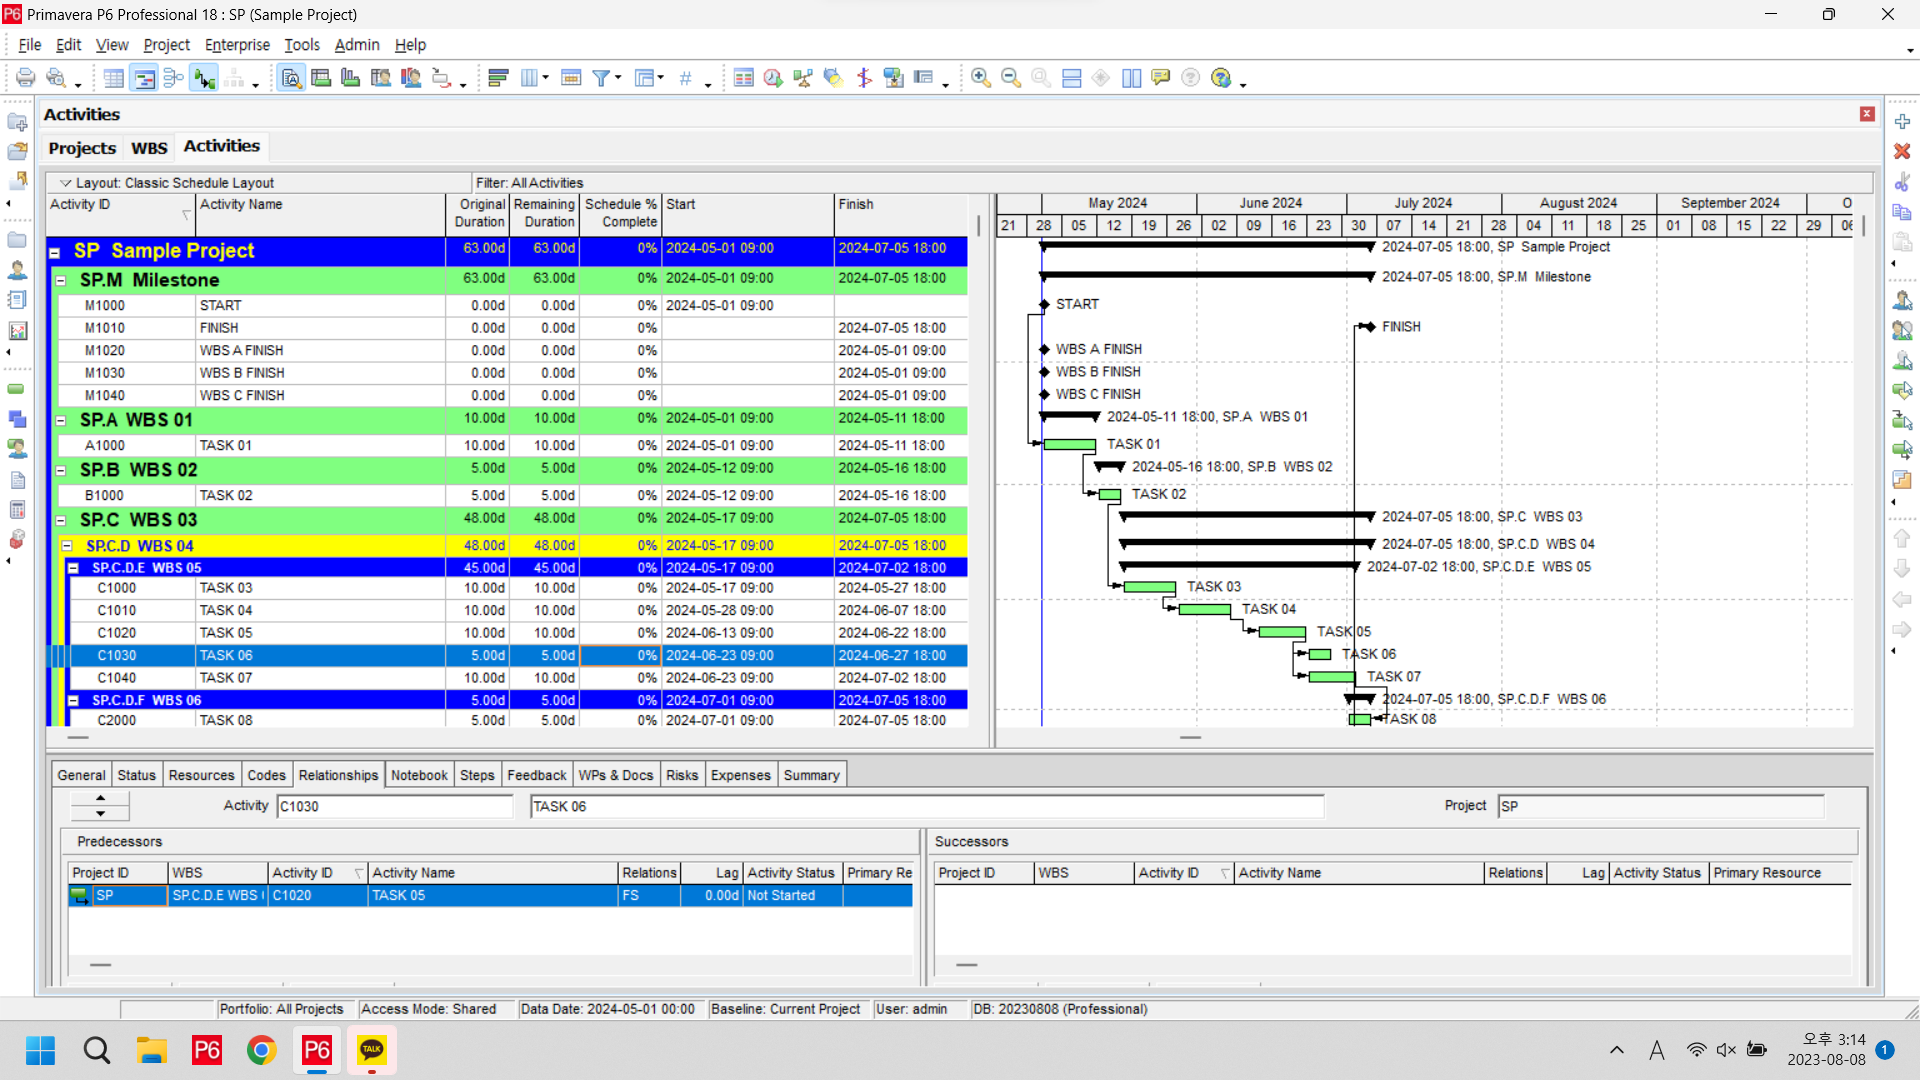 P6 Primavera P6 Professional 18 : SP (Sample Project)
File Edit View Project Enterprise Tools Admin Help
Activities
Projects WBS Activities
Layout: Classic Schedule Layout Filter: All Activities
Activity ID Activity Name Original Duration Remaining Duration Schedule % Complete Start Finish
May 2024 June 2024 July 2024 August 2024 September 2024 O
21 28 05 12 19 26 02 09 16 23 30 07 14 21 28 04 11 18 25 01 08 15 22 29 06
SP Sample Project 63.00d 63.00d 0% 2024-05-01 09:00 2024-07-05 18:00 2024-07-05 18:00, SP Sample Project
SP.M Milestone 63.00d 63.00d 0% 2024-05-01 09:00 2024-07-05 18:00 2024-07-05 18:00, SP.M Milestone
M1000 START 0.00d 0.00d 0% 2024-05-01 09:00 START
M1010 FINISH 0.00d 0.00d 0% 2024-07-05 18:00 FINISH
M1020 WBS A FINISH 0.00d 0.00d 0% 2024-05-01 09:00 WBS A FINISH
M1030 WBS B FINISH 0.00d 0.00d 0% 2024-05-01 09:00 WBS B FINISH
M1040 WBS C FINISH 0.00d 0.00d 0% 2024-05-01 09:00 WBS C FINISH
SP.A WBS 01 10.00d 10.00d 0% 2024-05-01 09:00 2024-05-11 18:00 2024-05-11 18:00, SP.A WBS 01
A1000 TASK 01 10.00d 10.00d 0% 2024-05-01 09:00 2024-05-11 18:00 TASK 01
SP.B WBS 02 5.00d 5.00d 0% 2024-05-12 09:00 2024-05-16 18:00 2024-05-16 18:00, SP.B WBS 02
B1000 TASK 02 5.00d 5.00d 0% 2024-05-12 09:00 2024-05-16 18:00 TASK 02
SP.C WBS 03 48.00d 48.00d 0% 2024-05-17 09:00 2024-07-05 18:00 2024-07-05 18:00, SP.C WBS 03
SP.C.D WBS 04 48.00d 48.00d 0% 2024-05-17 09:00 2024-07-05 18:00 2024-07-05 18:00, SP.C.D WBS 04
SP.C.D.E WBS 05 45.00d 45.00d 0% 2024-05-17 09:00 2024-07-02 18:00 2024-07-02 18:00, SP.C.D.E WBS 05
C1000 TASK 03 10.00d 10.00d 0% 2024-05-17 09:00 2024-05-27 18:00 TASK 03
C1010 TASK 04 10.00d 10.00d 0% 2024-05-28 09:00 2024-06-07 18:00 TASK 04
C1020 TASK 05 10.00d 10.00d 0% 2024-06-13 09:00 2024-06-22 18:00 TASK 05
C1030 TASK 06 5.00d 5.00d 0% 2024-06-23 09:00 2024-06-27 18:00 TASK 06
C1040 TASK 07 10.00d 10.00d 0% 2024-06-23 09:00 2024-07-02 18:00 TASK 07
SP.C.D.F WBS 06 5.00d 5.00d 0% 2024-07-01 09:00 2024-07-05 18:00 2024-07-05 18:00, SP.C.D.F WBS 06
C2000 TASK 08 5.00d 5.00d 0% 2024-07-01 09:00 2024-07-05 18:00 TASK 08
General Status Resources Codes Relationships Notebook Steps Feedback WPs & Docs Risks Expenses Summary
Activity C1030 TASK 06 Project SP
Predecessors Successors
Project ID WBS Activity ID Activity Name Relations Lag Activity Status Primary Re Project ID WBS Activity ID Activity Name Relations Lag Activity Status Primary Resource
SP SP.C.D.E WBS C1020 TASK 05 FS 0.00d Not Started
Portfolio: All Projects Access Mode: Shared Data Date: 2024-05-01 00:00 Baseline: Current Project User: admin DB: 20230808 (Professional)
P6 P6 TALK A 오후 3:14 1
2023-08-08